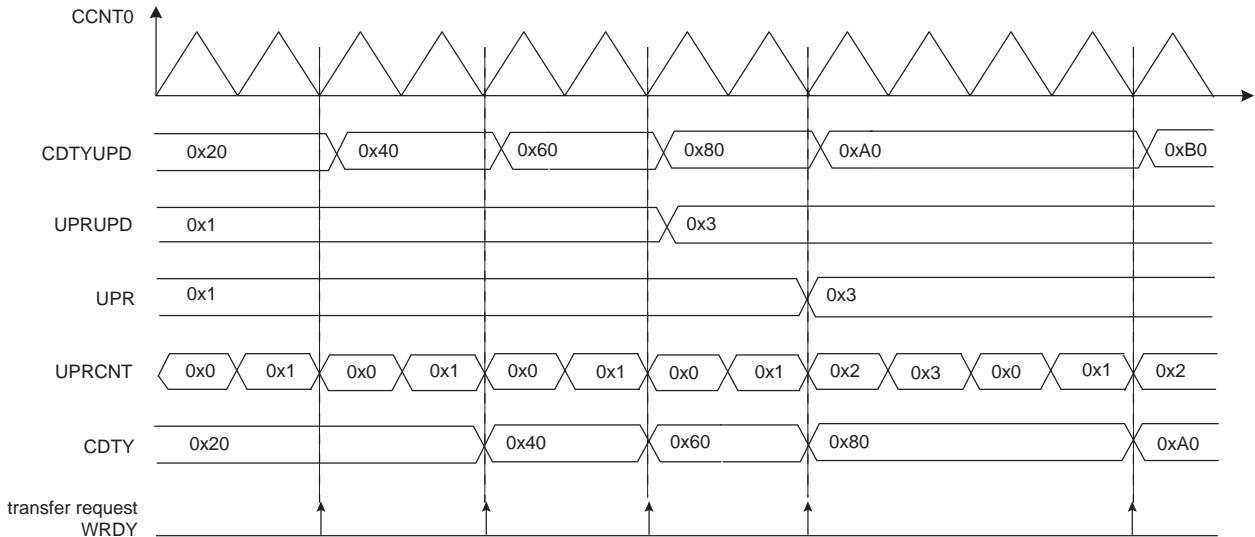 CCNT0
CDTYUPD 0x20 0x40 0x60 0x80 0xA0 0xB0
UPRUPD 0x1 0x3
UPR 0x1 0x3
UPRCNT 0x0 0x1 0x0 0x1 0x0 0x1 0x0 0x1 0x2 0x3 0x0 0x1 0x2
CDTY 0x20 0x40 0x60 0x80 0xA0
transfer request
WRDY